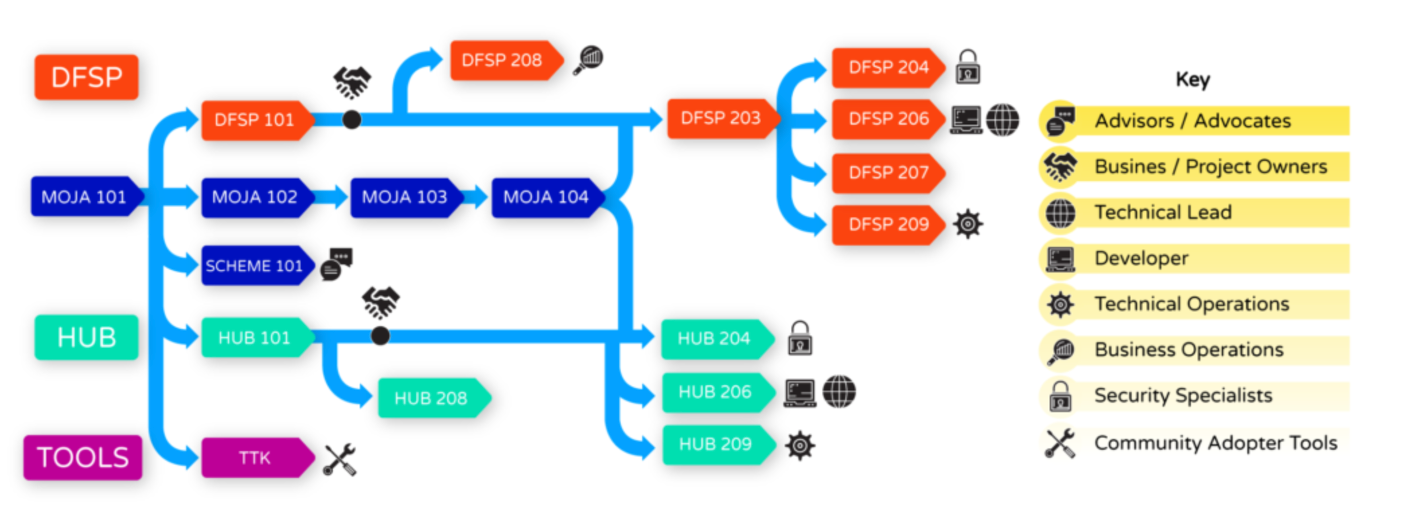 DFSP
DFSP 208
DFSP 204
Key
DFSP 101
DFSP 203
DFSP 206
Advisors / Advocates
Busines / Project Owners
DFSP 207
MOJA 101
MOJA 102
MOJA 103
MOJA 104
Technical Lead
DFSP 209
SCHEME 101
Developer
Technical Operations
HUB
HUB 101
HUB 204
Business Operations
HUB 208
HUB 206
Security Specialists
HUB 209
Community Adopter Tools
TOOLS
TTK